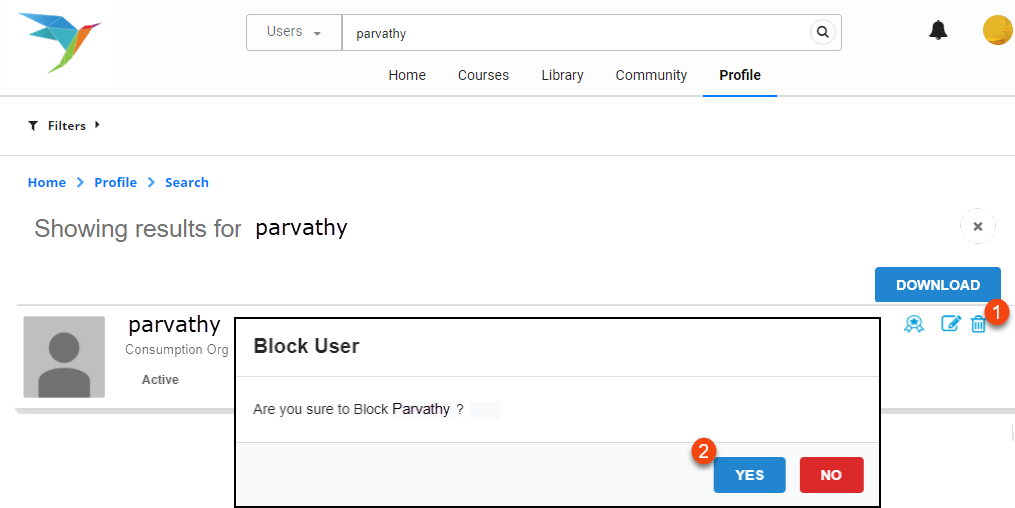 Users parvathy
Home Courses Library Community Profile
Filters
Home Profile Search
Showing results for parvathy
DOWNLOAD
1
parvathy
Consumption Org
Active
Block User
Are you sure to Block Parvathy ?
2
YES NO